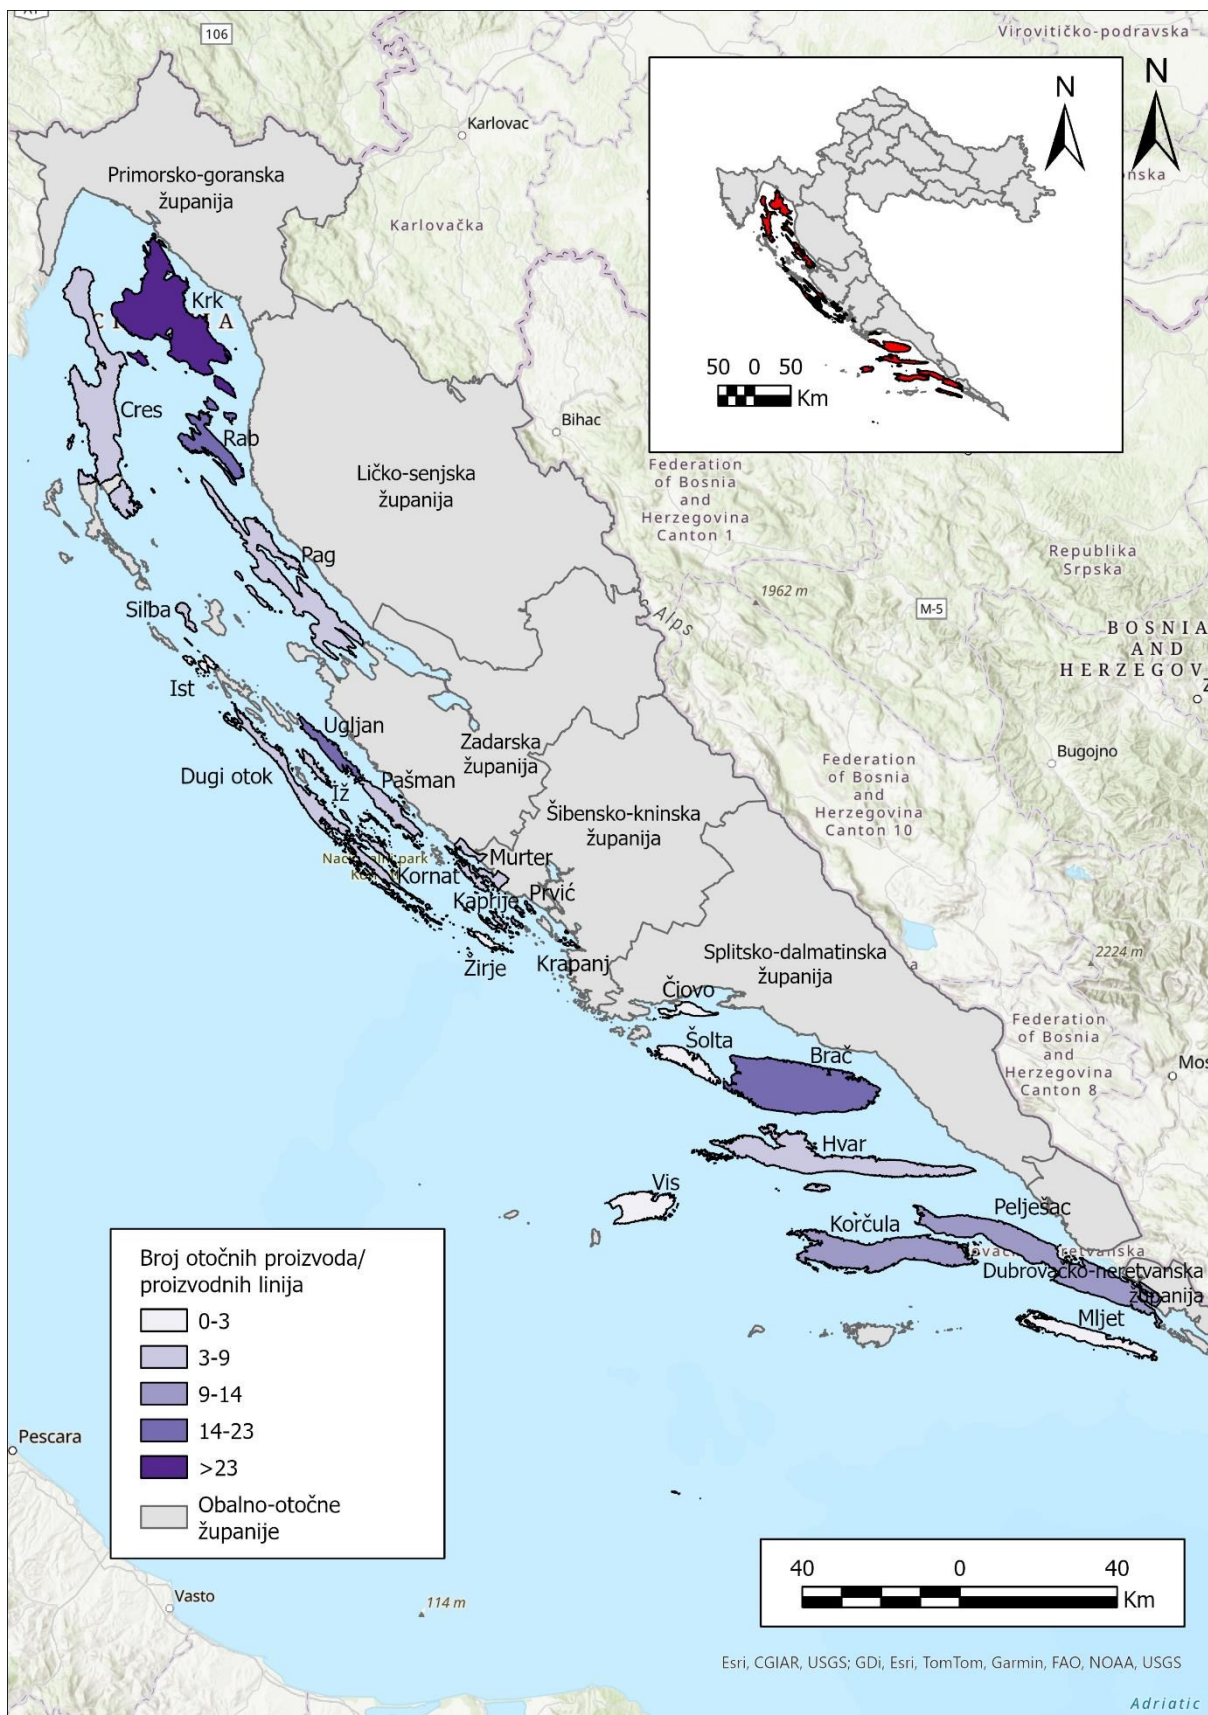 106
Virovitičko-podravska
Karlovac
Karlovačka
N
N
50 0 50
Km
Primorsko-goranska
županija
Krk
Cres
Rab
Bihac
Federation
of Bosnia
and
Herzegovina
Canton 1
Ličko-senjska
županija
Republika
Srpska
Pag
1962 m
M-5
Alps
BOSNIA
AND
HERZEGOV
Silba
Ist
Ugljan
Zadarska
županija
Dugi otok
Pašman
Iž
Bugojno
Federation
of Bosnia
and
Herzegovina
Canton 10
Šibensko-kninska
županija
Murter
Kornat
Kaprije
Prvić
Žirje
Krapanj
Splitsko-dalmatinska
županija
2224 m
Čiovo
Šolta
Brač
Federation
of Bosnia
and
Herzegovina
Canton 8
Mos
Hvar
Vis
Pelješac
Korčula
Dubrovačko-neretvanska
županija
Mljet
Broj otočnih proizvoda/
proizvodnih linija
0-3
3-9
9-14
14-23
>23
Obalno-otočne
županije
Pescara
Vasto
114 m
40 0 40
Km
Esri, CGIAR, USGS; GDi, Esri, TomTom, Garmin, FAO, NOAA, USGS
Adriatic